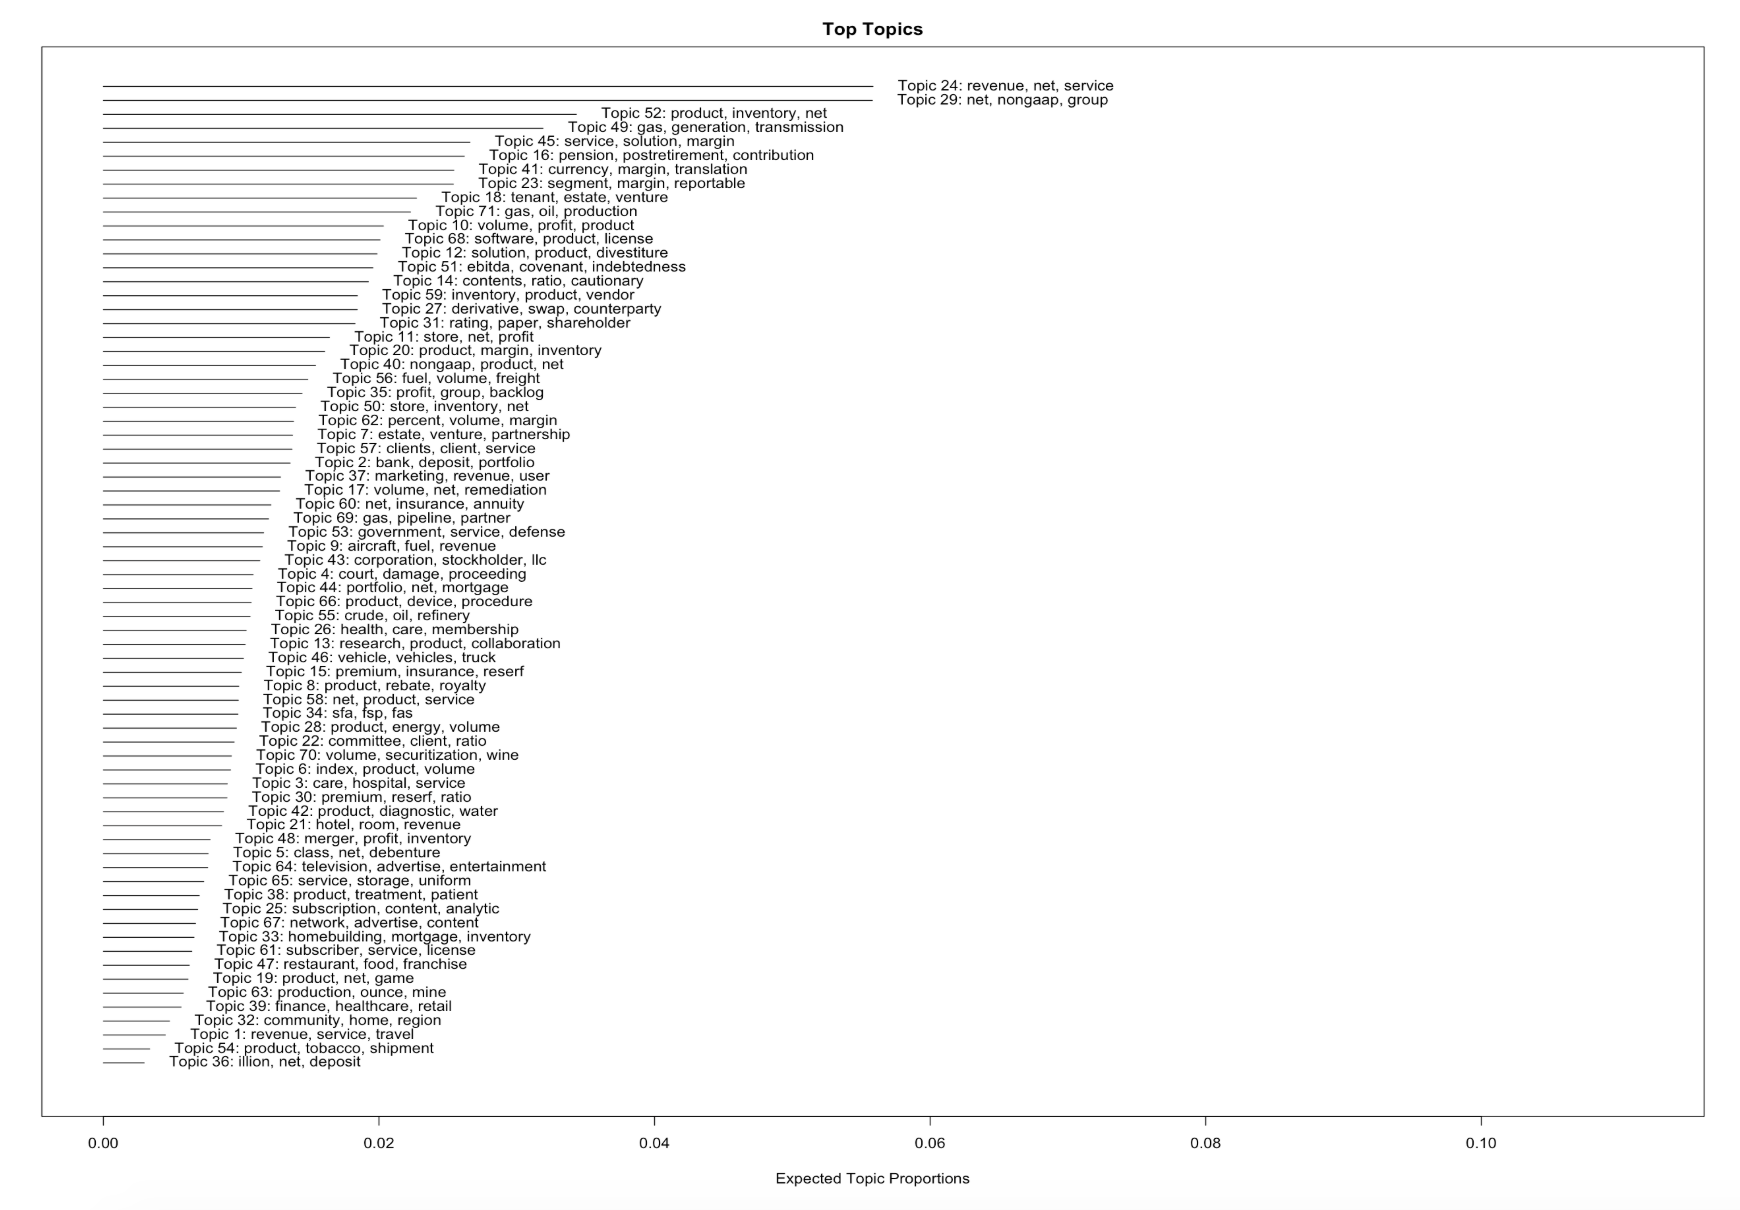 Top Topics
Topic 24: revenue, net, service
Topic 29: net, nongaap, group
Topic 52: product, inventory, net
Topic 49: gas, generation, transmission
Topic 45: service, solution, margin
Topic 16: pension, postretirement, contribution
Topic 41: currency, margin, translation
Topic 23: segment, margin, reportable
Topic 18: tenant, estate, venture
Topic 71: gas, oil, production
Topic 10: volume, profit, product
Topic 68: software, product, license
Topic 12: solution, product, divestiture
Topic 51: ebitda, covenant, indebtedness
Topic 14: contents, ratio, cautionary
Topic 59: inventory, product, vendor
Topic 27: derivative, swap, counterparty
Topic 31: rating, paper, shareholder
Topic 11: store, net, profit
Topic 20: product, margin, inventory
Topic 40: nongaap, product, net
Topic 56: fuel, volume, freight
Topic 35: profit, group, backlog
Topic 50: store, inventory, net
Topic 62: percent, volume, margin
Topic 7: estate, venture, partnership
Topic 57: clients, client, service
Topic 2: bank, deposit, portfolio
Topic 37: marketing, revenue, user
Topic 17: volume, net, remediation
Topic 60: net, insurance, annuity
Topic 69: gas, pipeline, partner
Topic 53: government, service, defense
Topic 9: aircraft, fuel, revenue
Topic 43: corporation, stockholder, llc
Topic 4: court, damage, proceeding
Topic 44: portfolio, net, mortgage
Topic 66: product, device, procedure
Topic 55: crude, oil, refinery
Topic 26: health, care, membership
Topic 13: research, product, collaboration
Topic 46: vehicle, vehicles, truck
Topic 15: premium, insurance, reserf
Topic 8: product, rebate, royalty
Topic 58: net, product, service
Topic 34: sfa, fsp, fas
Topic 28: product, energy, volume
Topic 22: committee, client, ratio
Topic 70: volume, securitization, wine
Topic 6: index, product, volume
Topic 3: care, hospital, service
Topic 30: premium, reserf, ratio
Topic 42: product, diagnostic, water
Topic 21: hotel, room, revenue
Topic 48: merger, profit, inventory
Topic 5: class, net, debenture
Topic 64: television, advertise, entertainment
Topic 65: service, storage, uniform
Topic 38: product, treatment, patient
Topic 25: subscription, content, analytic
Topic 67: network, advertise, content
Topic 33: homebuilding, mortgage, inventory
Topic 61: subscriber, service, license
Topic 47: restaurant, food, franchise
Topic 19: product, net, game
Topic 63: production, ounce, mine
Topic 39: finance, healthcare, retail
Topic 32: community, home, region
Topic 1: revenue, service, travel
Topic 54: product, tobacco, shipment
Topic 36: illion, net, deposit
0.00 0.02 0.04 0.06 0.08 0.10
Expected Topic Proportions